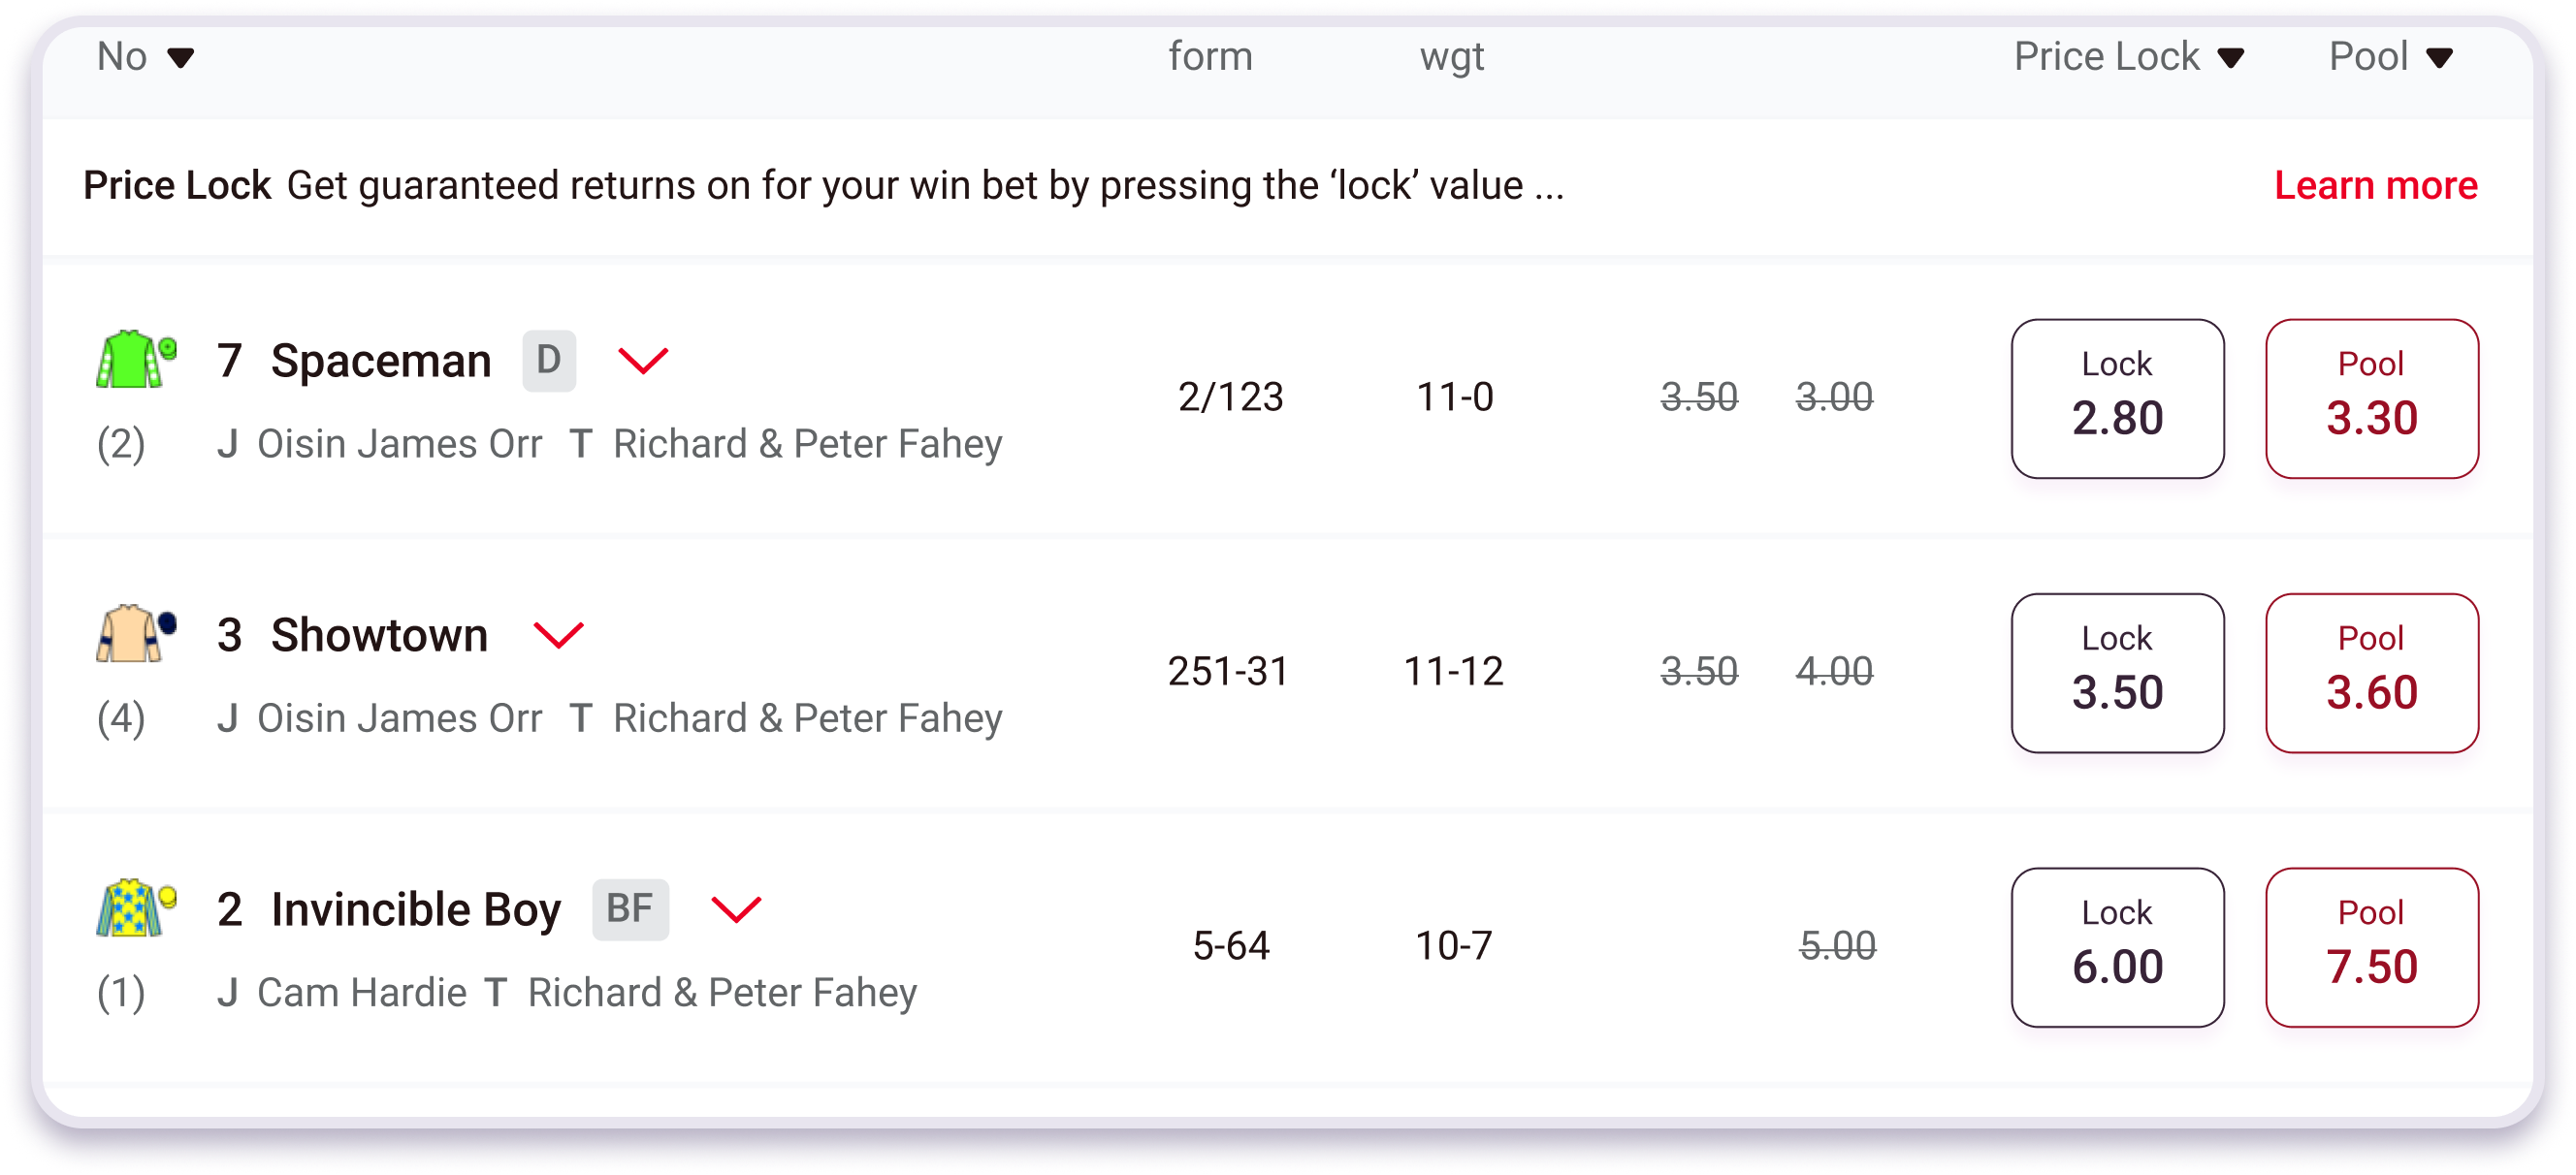 No form wgt Price Lock Pool
Price Lock Get guaranteed returns on for your win bet by pressing the ‘lock’ value ... Learn more
7 Spaceman D
(2) J Oisin James Orr T Richard & Peter Fahey
2/123 11-0 3.50 3.00
Lock
2.80
Pool
3.30
3 Showtown
(4) J Oisin James Orr T Richard & Peter Fahey
251-31 11-12 3.50 4.00
Lock
3.50
Pool
3.60
2 Invincible Boy BF
(1) J Cam Hardie T Richard & Peter Fahey
5-64 10-7 5.00
Lock
6.00
Pool
7.50